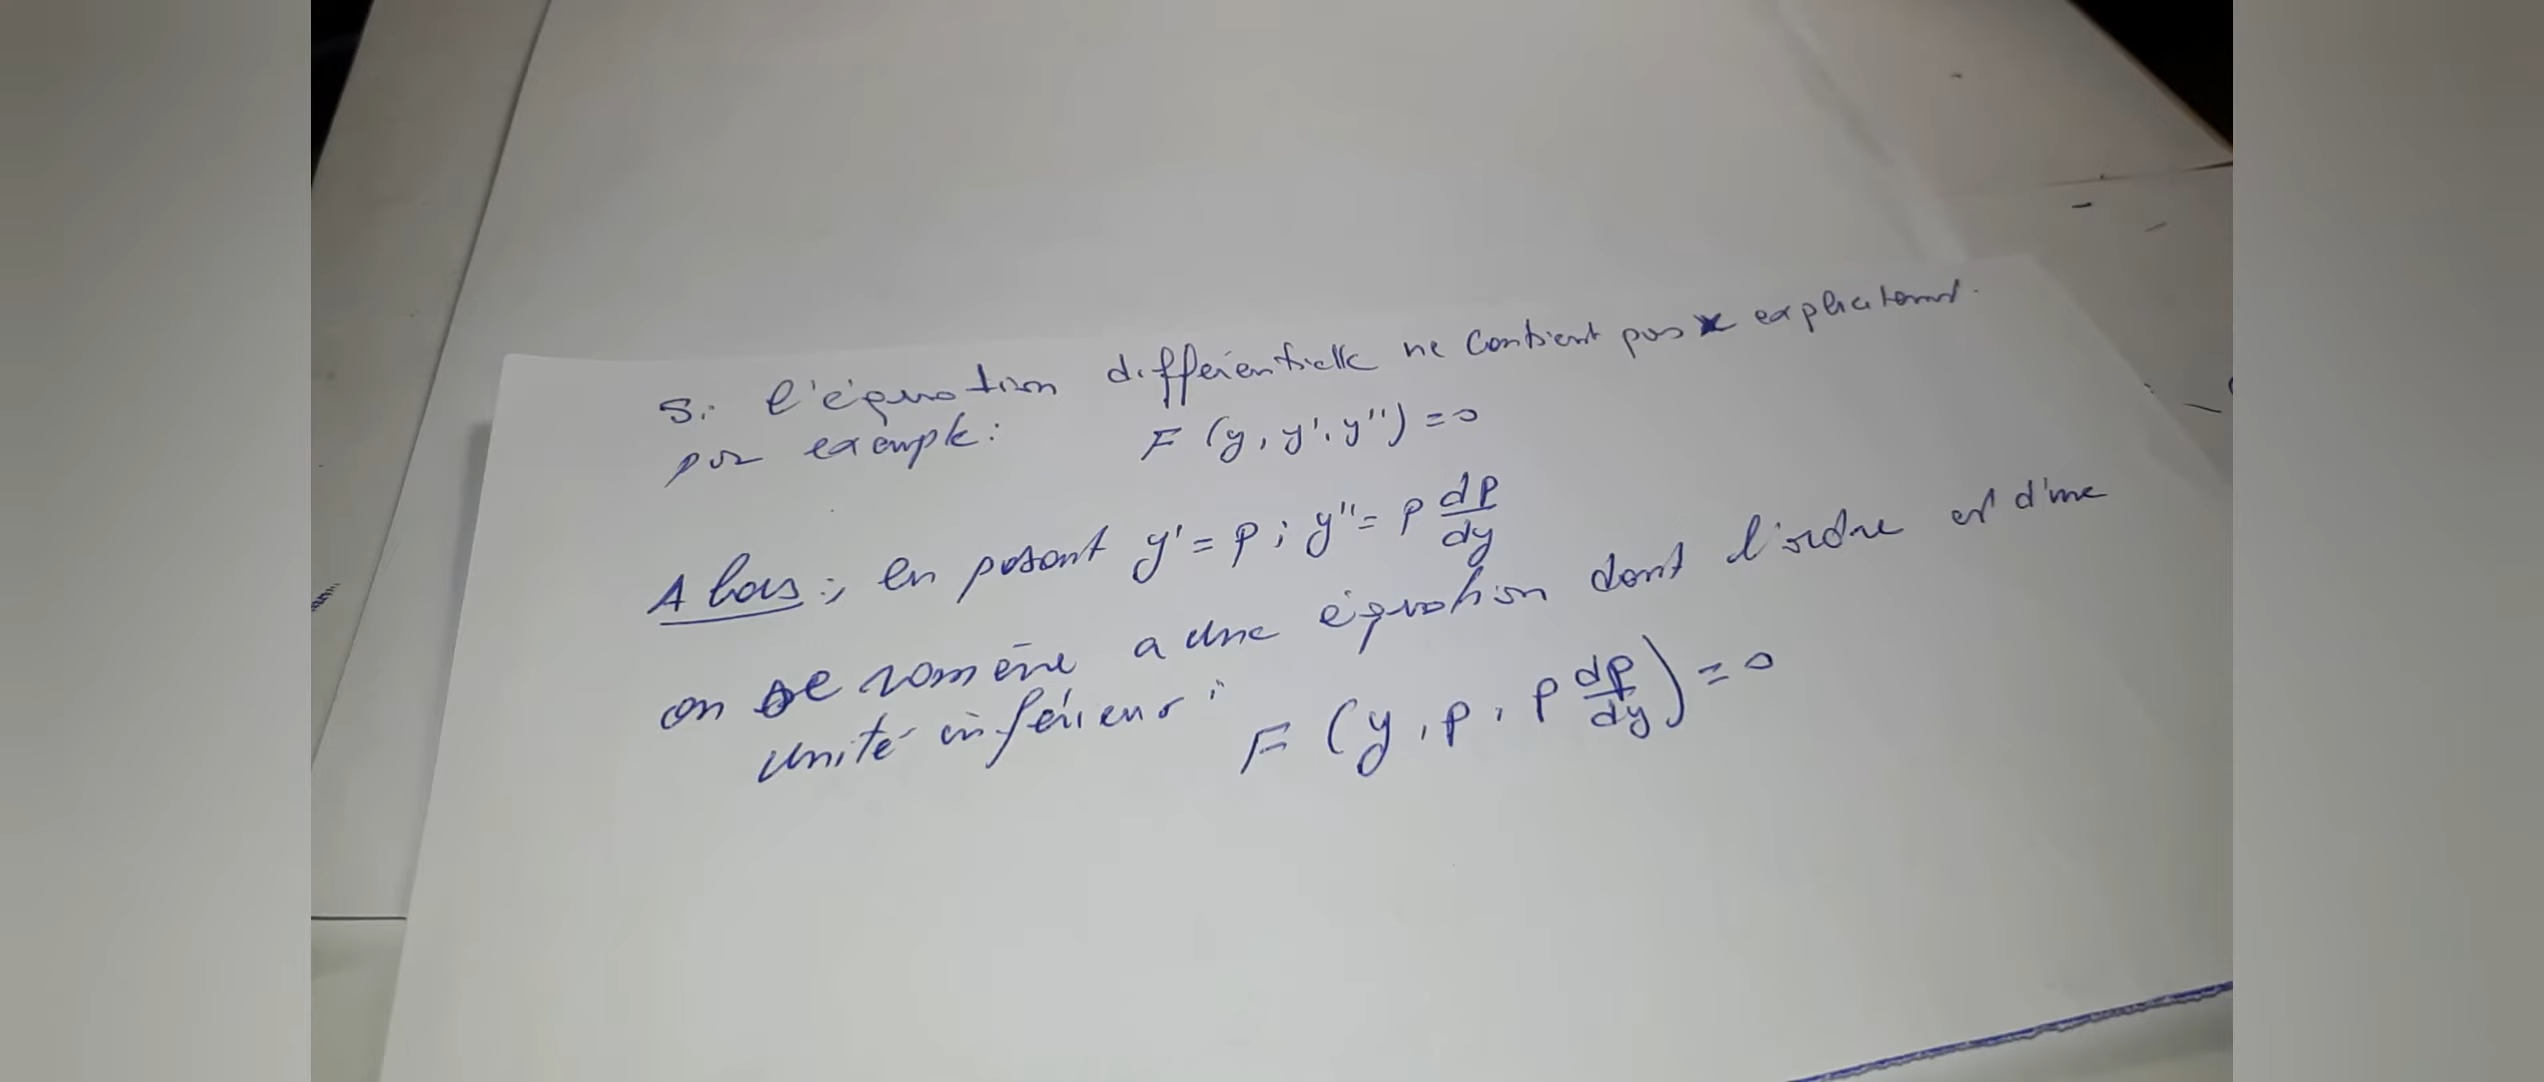 Si l'équation différentielle ne contient pas x explicitement.
par exemple : F (y, y', y'') = 0
Alors :, en posant y' = p ; y'' = p dp/dy
on se ramène a une équation dont l'ordre est d'une
unité inférieur : F (y, p, p dp/dy) = 0